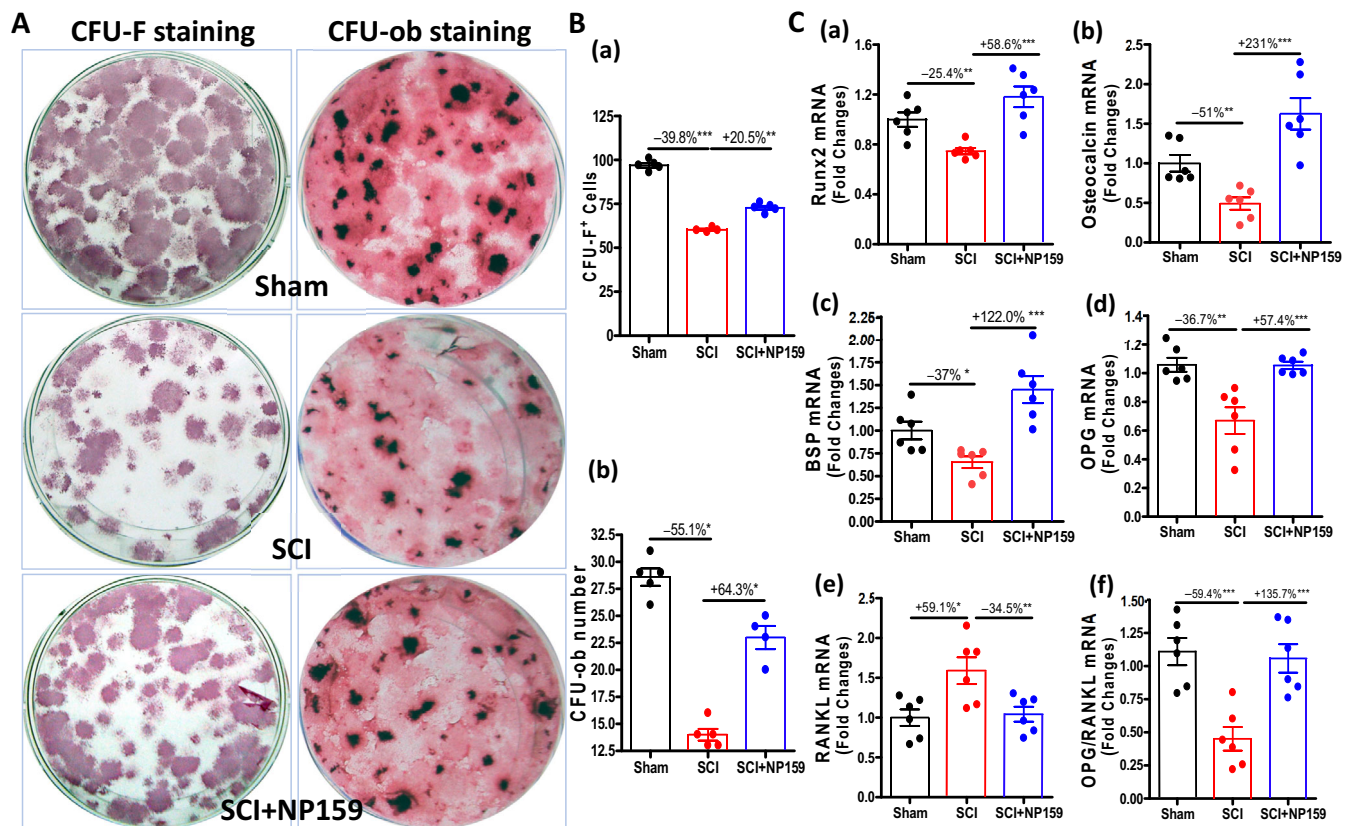 A
CFU-F staining
CFU-ob staining
Sham
SCI
SCI+NP159
B
(a)
CFU-F⁺ Cells
125
100
75
50
25
0
–39.8%***
+20.5%**
Sham
SCI
SCI+NP159
(b)
CFU-ob number
32.5
30.0
27.5
25.0
22.5
20.0
17.5
15.0
12.5
–55.1%*
+64.3%*
Sham
SCI
SCI+NP159
C
(a)
Runx2 mRNA
(Fold Changes)
1.6
1.2
0.8
0.4
0.0
–25.4%**
+58.6%***
Sham
SCI
SCI+NP159
(b)
Osteocalcin mRNA
(Fold Changes)
2.5
2.0
1.5
1.0
0.5
0.0
–51%**
+231%***
Sham
SCI
SCI+NP159
(c)
BSP mRNA
(Fold Changes)
2.25
2.00
1.75
1.50
1.25
1.00
0.75
0.50
0.25
0.00
–37% *
+122.0% ***
Sham
SCI
SCI+NP159
(d)
OPG mRNA
(Fold Changes)
1.4
1.2
1.0
0.8
0.6
0.4
0.2
0.0
–36.7%**
+57.4%***
Sham
SCI
SCI+NP159
(e)
RANKL mRNA
(Fold Changes)
2.5
2.0
1.5
1.0
0.5
0.0
+59.1%*
–34.5%**
Sham
SCI
SCI+NP159
(f)
OPG/RANKL mRNA
(Fold Changes)
1.50
1.25
1.00
0.75
0.50
0.25
0.00
–59.4%***
+135.7%***
Sham
SCI
SCI+NP159